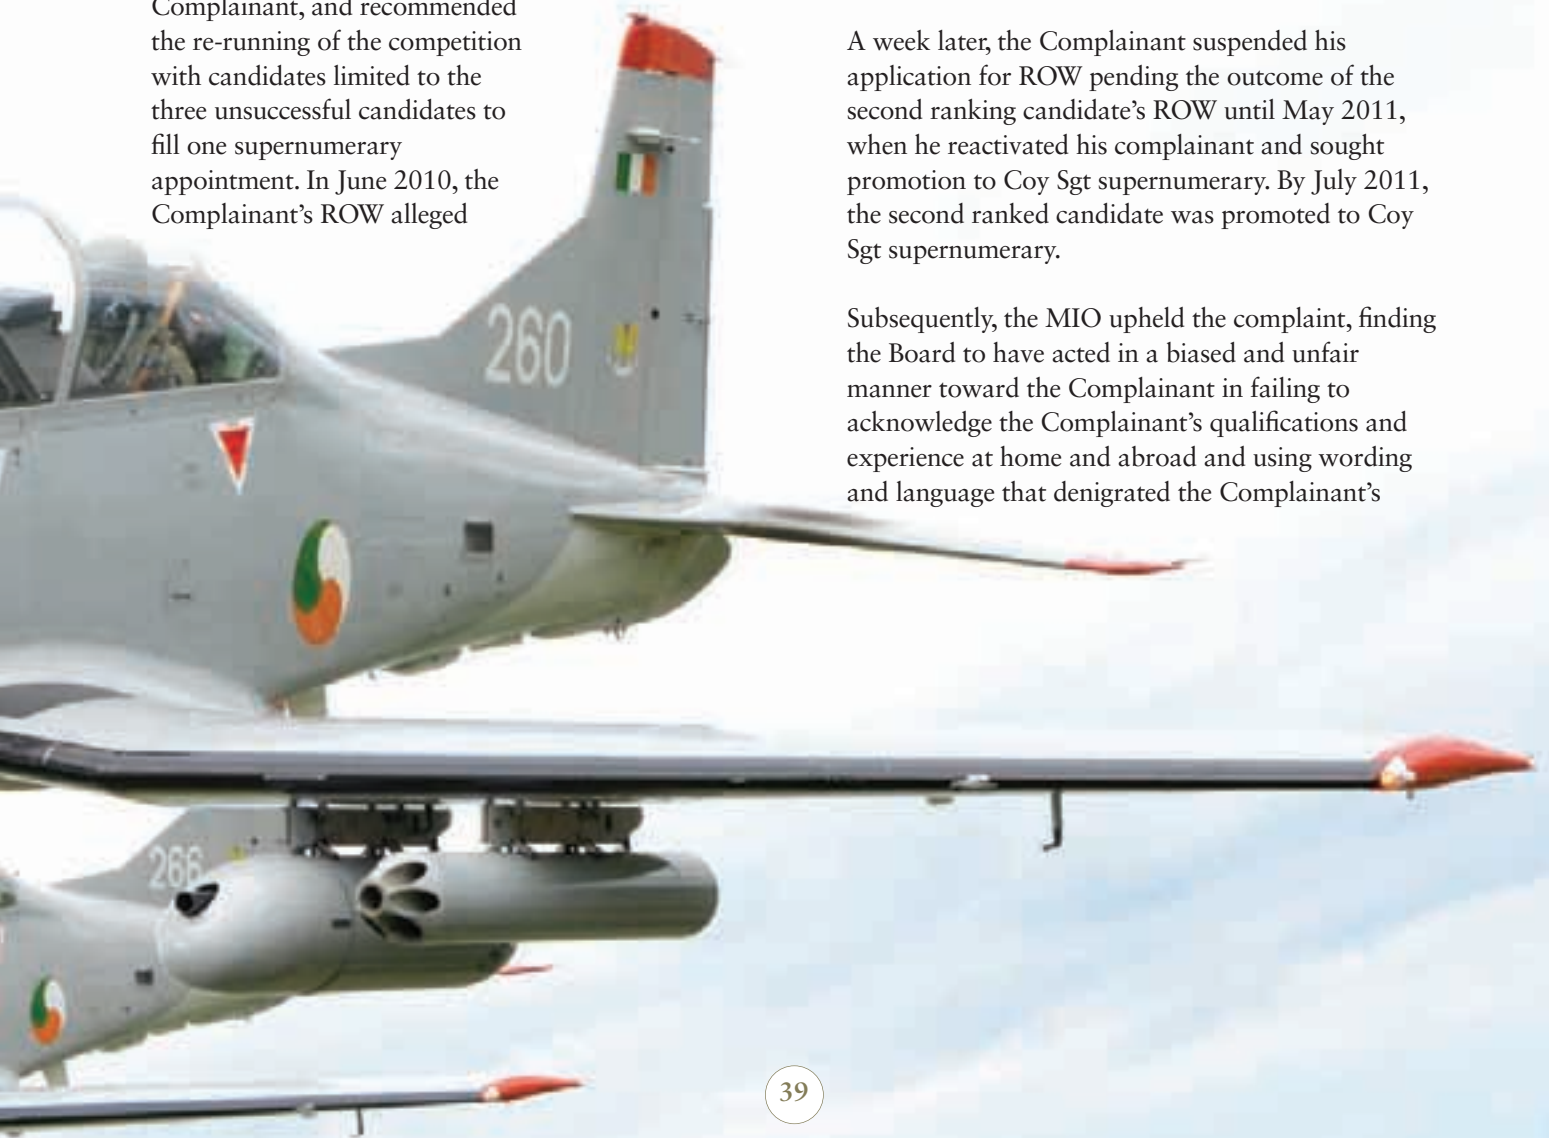 Complainant, and recommended
the re-running of the competition
with candidates limited to the
three unsuccessful candidates to
fill one supernumerary
appointment. In June 2010, the
Complainant's ROW alleged
A week later, the Complainant suspended his
application for ROW pending the outcome of the
second ranking candidate's ROW until May 2011,
when he reactivated his complainant and sought
promotion to Coy Sgt supernumerary. By July 2011,
the second ranked candidate was promoted to Coy
Sgt supernumerary.
Subsequently, the MIO upheld the complaint, finding
the Board to have acted in a biased and unfair
manner toward the Complainant in failing to
acknowledge the Complainant's qualifications and
experience at home and abroad and using wording
and language that denigrated the Complainant's
260
266
39